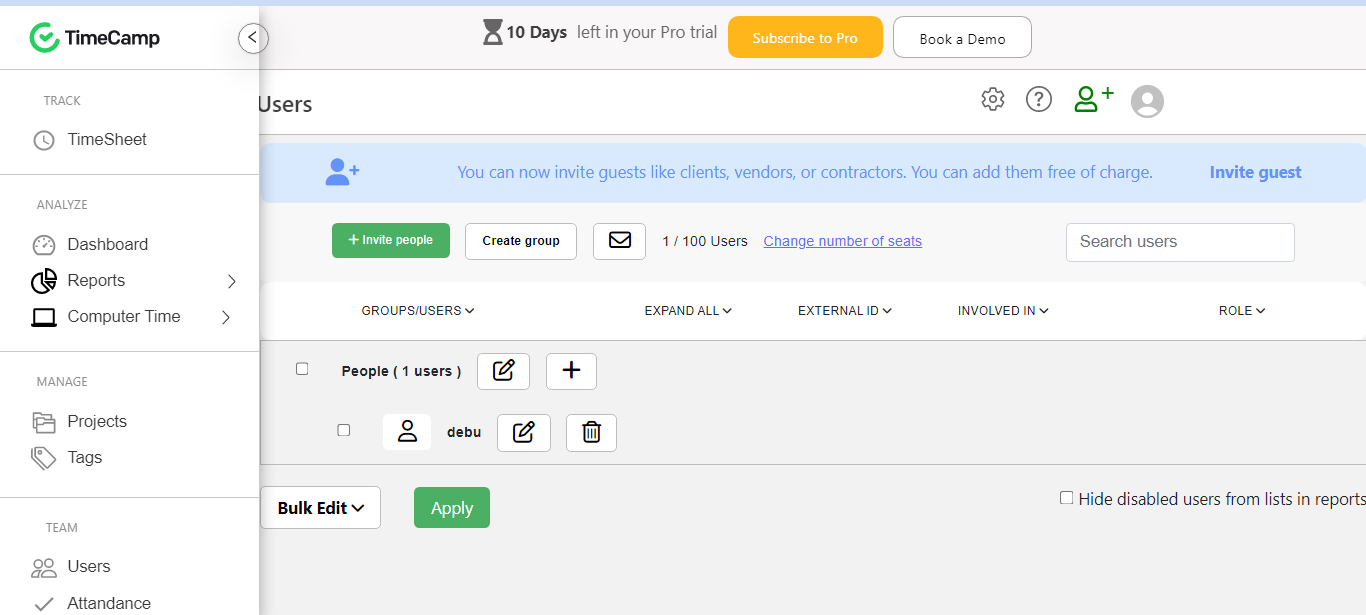 TimeCamp
10 Days left in your Pro trial
Subscribe to Pro
Book a Demo
TRACK
TimeSheet
ANALYZE
Dashboard
Reports
Computer Time
MANAGE
Projects
Tags
TEAM
Users
Attandance
Users
You can now invite guests like clients, vendors, or contractors. You can add them free of charge.
Invite guest
+ Invite people
Create group
1 / 100 Users
Change number of seats
Search users
GROUPS/USERS
EXPAND ALL
EXTERNAL ID
INVOLVED IN
ROLE
People ( 1 users )
debu
Bulk Edit
Apply
Hide disabled users from lists in reports